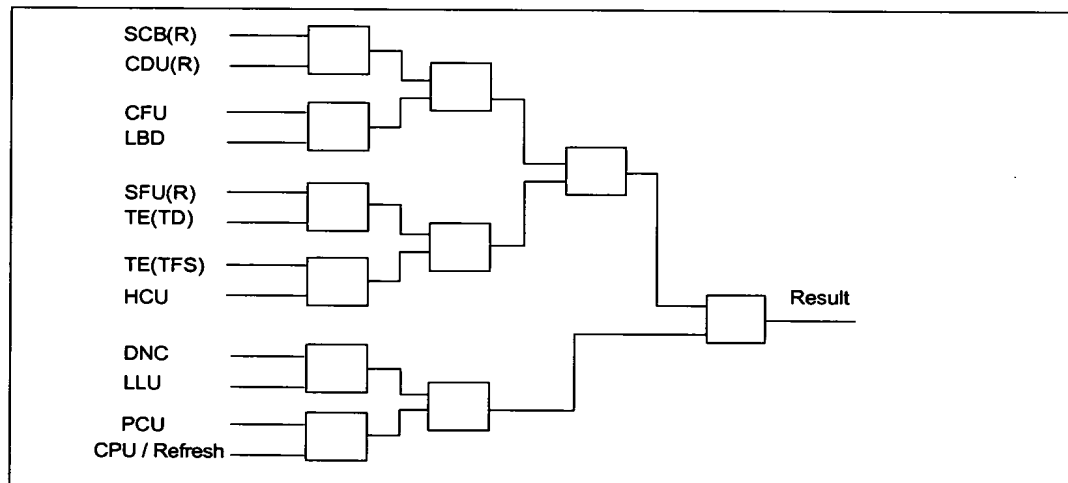 SCB(R)
CDU(R)
CFU
LBD
SFU(R)
TE(TD)
TE(TFS)
HCU
DNC
LLU
PCU
CPU / Refresh
Result